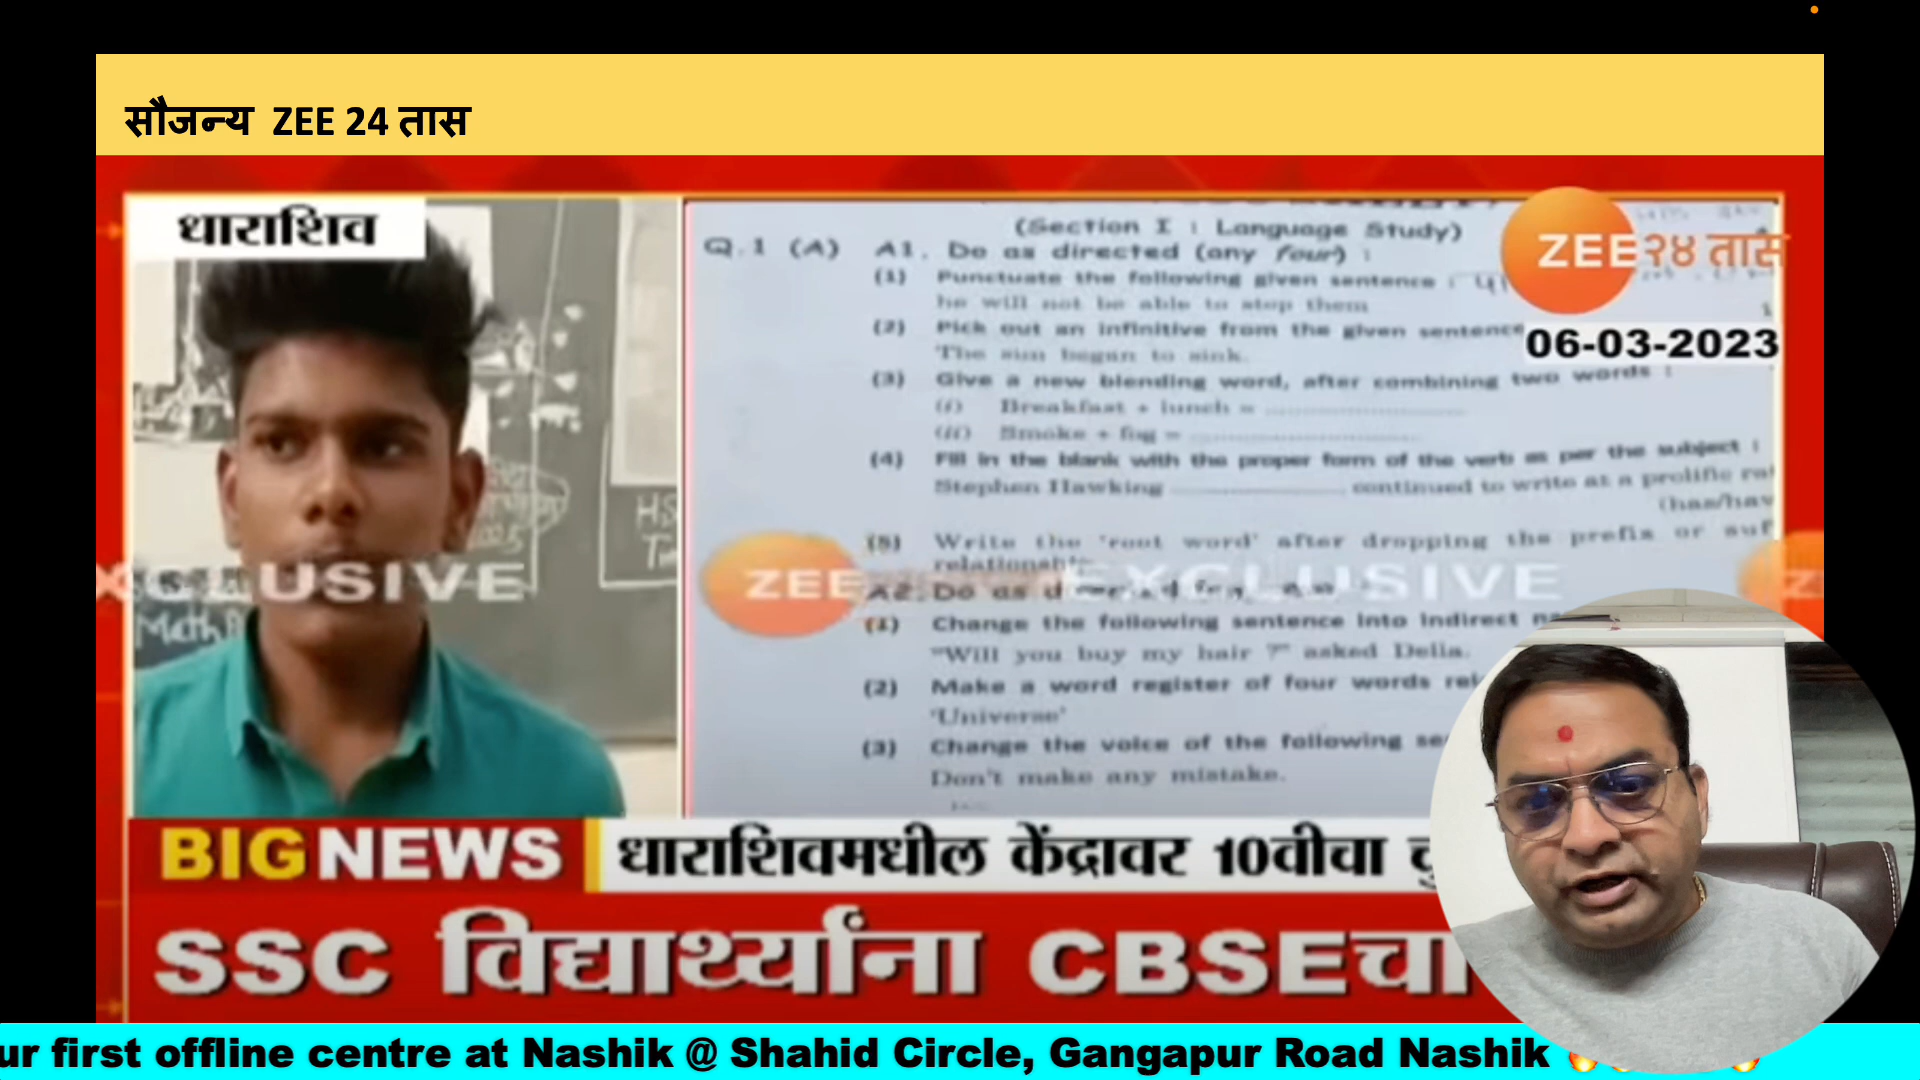 सौजन्य ZEE 24 तास
धाराशिव
(Section I : Language Study)
Q.1 (A) A1. Do as directed (any four) :
(1) Punctuate the following given sentence :
he will not be able to stop them
(2) Pick out an infinitive from the given sentence
The sun began to sink.
(3) Give a new blending word, after combining two words :
(i) Breakfast + lunch = ....................
(ii) Smoke + fog = ....................
(4) Fill in the blank with the proper form of the verb as per the subject :
Stephen Hawking .................... continued to write at a prolific
(has/hav
(5) Write the 'root word' after dropping the prefix or suf
A2. Do as
(1) Change the following sentence into indirect
"Will you buy my hair ?" asked Della.
(2) Make a word register of four words
'Universe'
(3) Change the voice of the following
Don't make any mistake.
ZEE २४ तास
06-03-2023
XCLUSIVE
ZEE EXCLUSIVE
HS
Math
BIG NEWS
धाराशिवमधील केंद्रावर 10वीचा
SSC विद्यार्थ्यांना CBSEचा
ur first offline centre at Nashik @ Shahid Circle, Gangapur Road Nashik 🔥